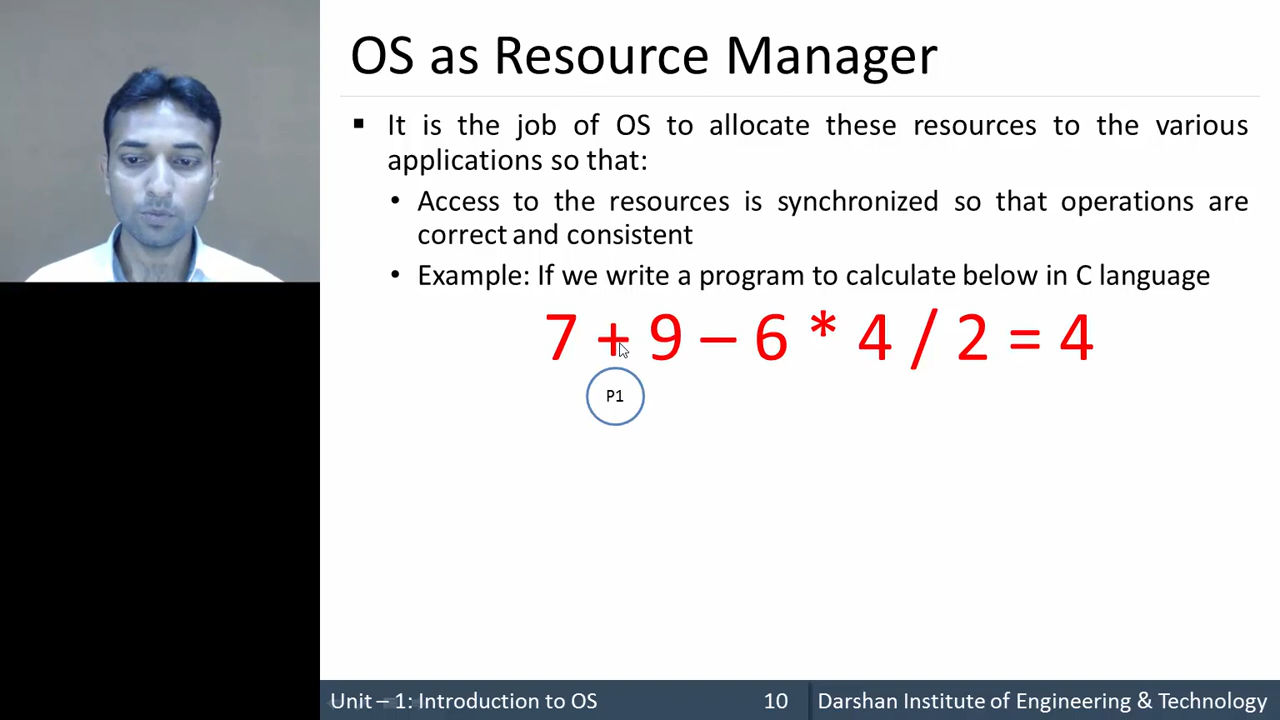 OS as Resource Manager
▪ It is the job of OS to allocate these resources to the various
applications so that:
• Access to the resources is synchronized so that operations are
correct and consistent
• Example: If we write a program to calculate below in C language
7 + 9 – 6 * 4 / 2 = 4
P1
Unit – 1: Introduction to OS 10 Darshan Institute of Engineering & Technology